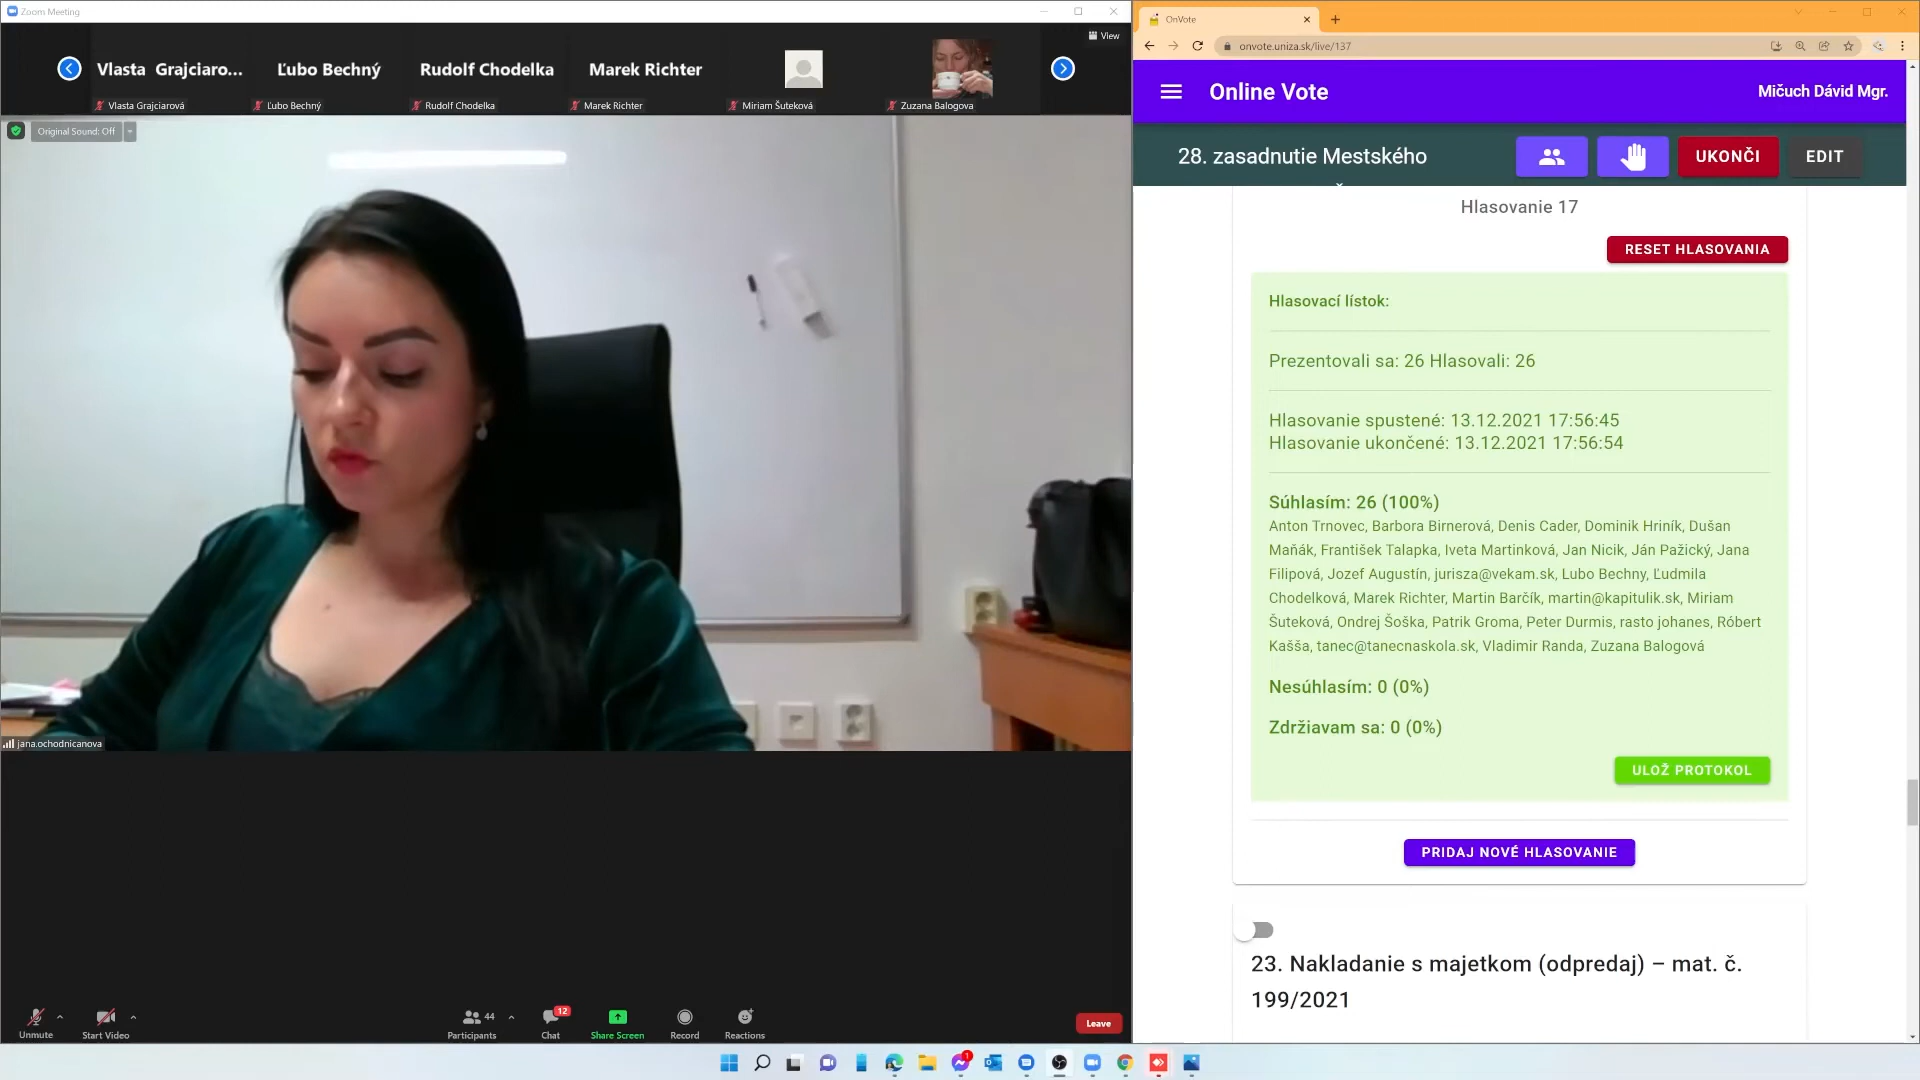 Zoom Meeting
View
Vlasta Grajciaro...
Ľubo Bechný
Rudolf Chodelka
Marek Richter
Vlasta Grajciarová
Ľubo Bechný
Rudolf Chodelka
Marek Richter
Miriam Šuteková
Zuzana Balogova
Original Sound: Off
jana.ochodnicanova
Unmute
Start Video
44
Participants
12
Chat
Share Screen
Record
Reactions
Leave
OnVote
onvote.uniza.sk/live/137
Online Vote
Mičuch Dávid Mgr.
28. zasadnutie Mestského
UKONČI
EDIT
Hlasovanie 17
RESET HLASOVANIA
Hlasovací lístok:
Prezentovali sa: 26 Hlasovali: 26
Hlasovanie spustené: 13.12.2021 17:56:45
Hlasovanie ukončené: 13.12.2021 17:56:54
Súhlasím: 26 (100%)
Anton Trnovec, Barbora Birnerová, Denis Cader, Dominik Hriník, Dušan
Maňák, František Talapka, Iveta Martinková, Jan Nicik, Ján Pažický, Jana
Filipová, Jozef Augustín, jurisza@vekam.sk, Lubo Bechny, Ľudmila
Chodelková, Marek Richter, Martin Barčík, martin@kapitulik.sk, Miriam
Šuteková, Ondrej Šoška, Patrik Groma, Peter Durmis, rasto johanes, Róbert
Kašša, tanec@tanecnaskola.sk, Vladimir Randa, Zuzana Balogová
Nesúhlasím: 0 (0%)
Zdržiavam sa: 0 (0%)
ULOŽ PROTOKOL
PRIDAJ NOVÉ HLASOVANIE
23. Nakladanie s majetkom (odpredaj) – mat. č.
199/2021
1